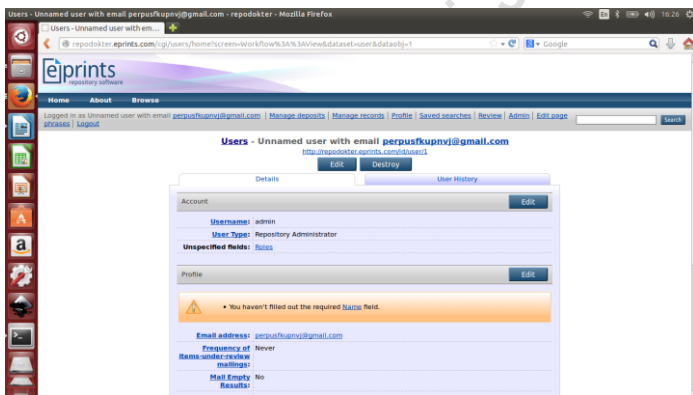 Users - Unnamed user with email perpusfkupnvj@gmail.com - repodokter - Mozilla Firefox
En
16:26
Users - Unnamed user with em...
repodokter.eprints.com/cgi/users/home?screen=Workflow%3A%3AView&dataset=user&dataobj=1
Google
eprints
repository software
Home About Browse
Logged in as Unnamed user with email perpusfkupnvj@gmail.com | Manage deposits | Manage records | Profile | Saved searches | Review | Admin | Edit page
phrases | Logout
Search
Users - Unnamed user with email perpusfkupnvj@gmail.com
http://repodokter.eprints.com/id/user/1
Edit Destroy
Details User History
Account Edit
Username: admin
User Type: Repository Administrator
Unspecified fields: Roles
Profile Edit
• You haven't filled out the required Name field.
Email address: perpusfkupnvj@gmail.com
Frequency of Never
items-under-review
mailings:
Mail Empty No
Results: